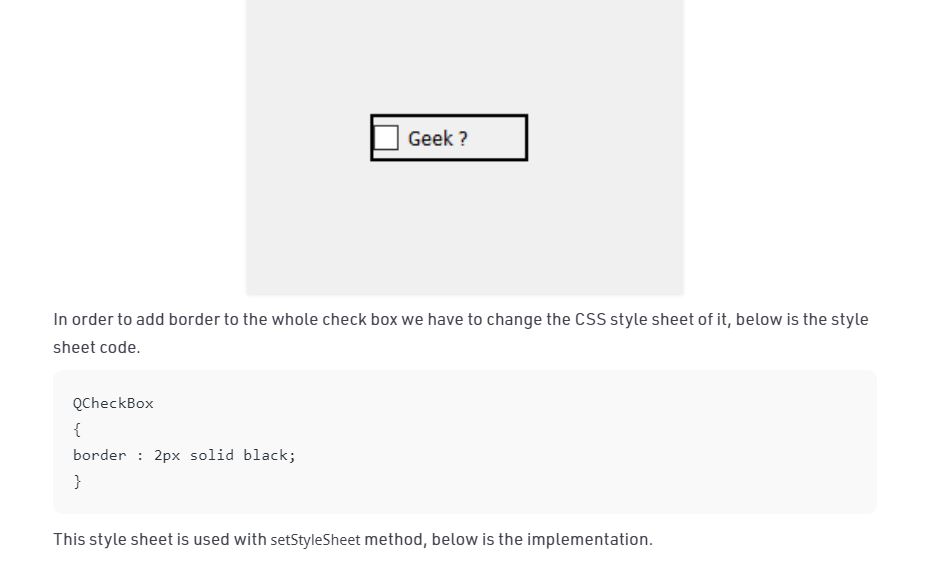 Geek ?
In order to add border to the whole check box we have to change the CSS style sheet of it, below is the style
sheet code.
QCheckBox
{
border : 2px solid black;
}
This style sheet is used with setStyleSheet method, below is the implementation.